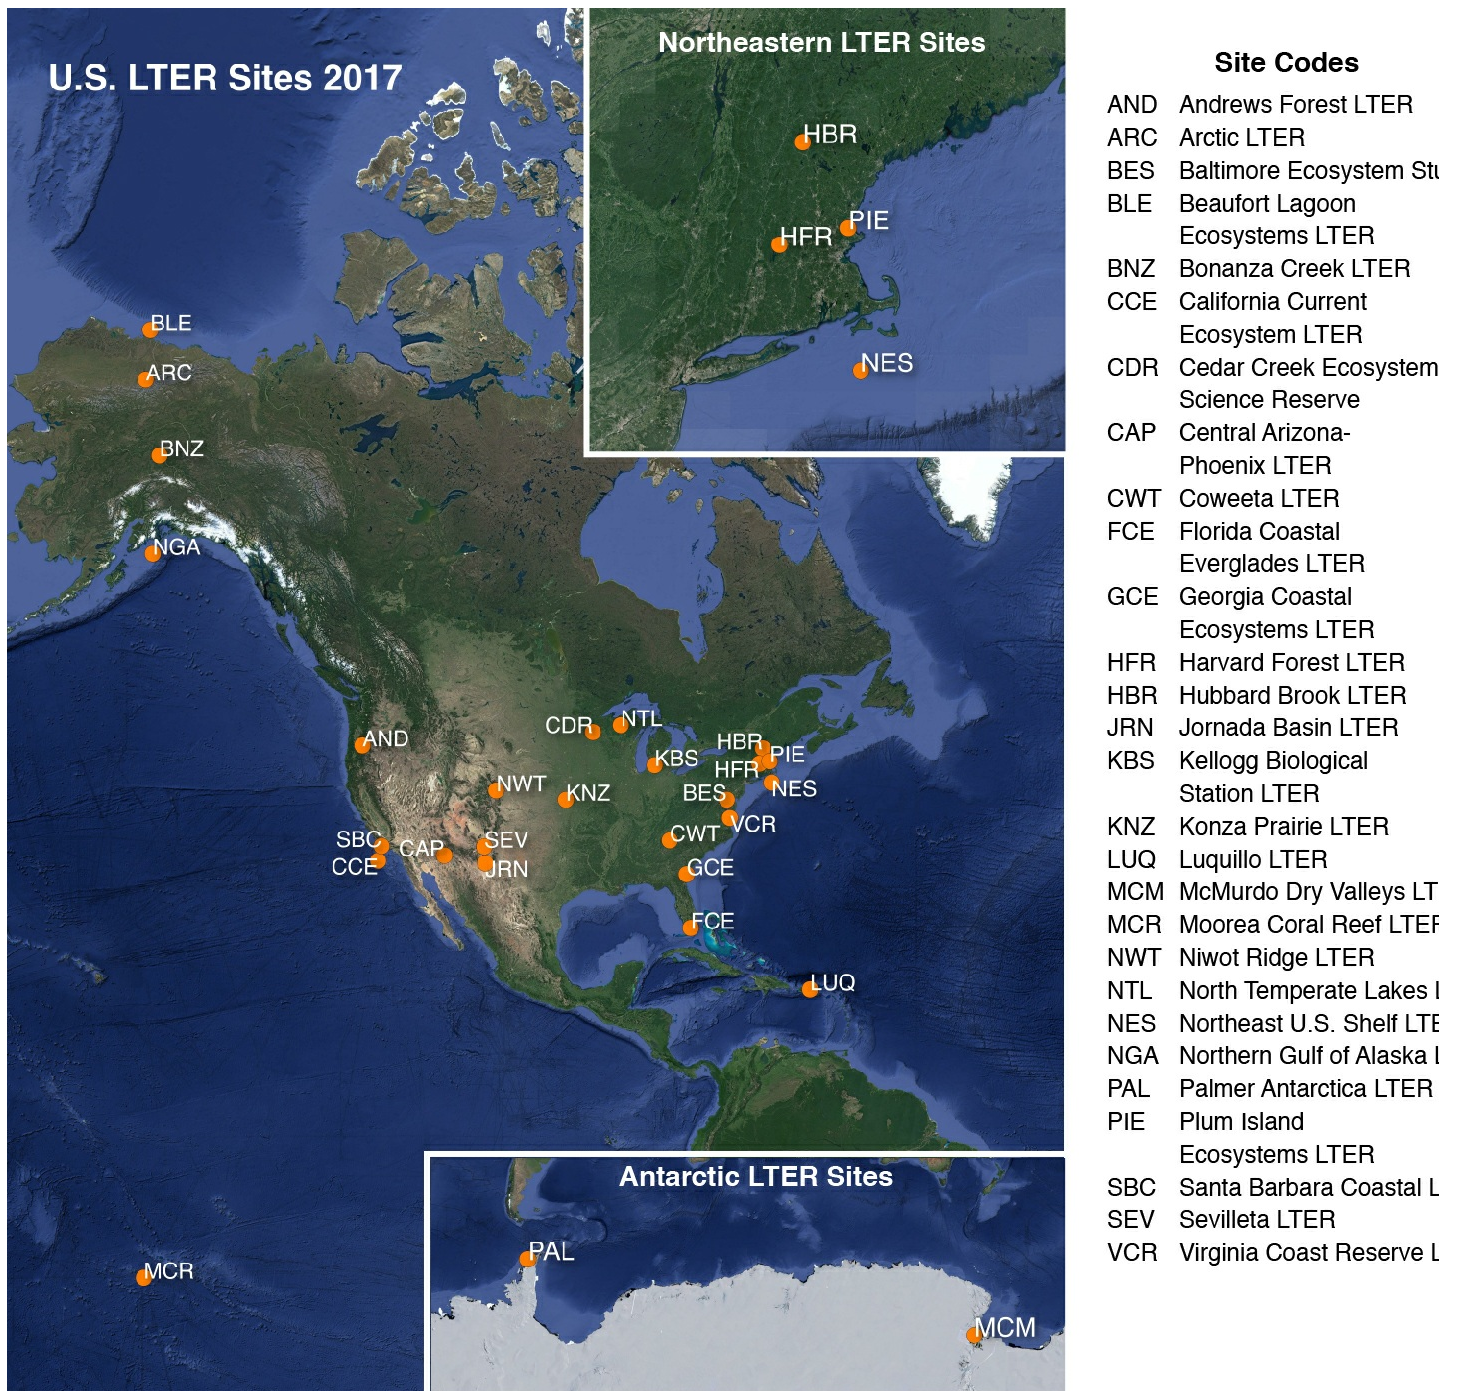 U.S. LTER Sites 2017
Northeastern LTER Sites
HBR
PIE
HFR
NES
BLE
ARC
BNZ
NGA
AND
CDR
NTL
KBS
HBR
PIE
HFR
NES
NWT
KNZ
BES
VCR
SBC
CAP
SEV
CWT
CCE
JRN
GCE
FCE
LUQ
MCR
Antarctic LTER Sites
PAL
MCM
Site Codes
AND Andrews Forest LTER
ARC Arctic LTER
BES Baltimore Ecosystem Stu
BLE Beaufort Lagoon
Ecosystems LTER
BNZ Bonanza Creek LTER
CCE California Current
Ecosystem LTER
CDR Cedar Creek Ecosystem
Science Reserve
CAP Central Arizona-
Phoenix LTER
CWT Coweeta LTER
FCE Florida Coastal
Everglades LTER
GCE Georgia Coastal
Ecosystems LTER
HFR Harvard Forest LTER
HBR Hubbard Brook LTER
JRN Jornada Basin LTER
KBS Kellogg Biological
Station LTER
KNZ Konza Prairie LTER
LUQ Luquillo LTER
MCM McMurdo Dry Valleys LT
MCR Moorea Coral Reef LTER
NWT Niwot Ridge LTER
NTL North Temperate Lakes L
NES Northeast U.S. Shelf LTE
NGA Northern Gulf of Alaska L
PAL Palmer Antarctica LTER
PIE Plum Island
Ecosystems LTER
SBC Santa Barbara Coastal L
SEV Sevilleta LTER
VCR Virginia Coast Reserve L